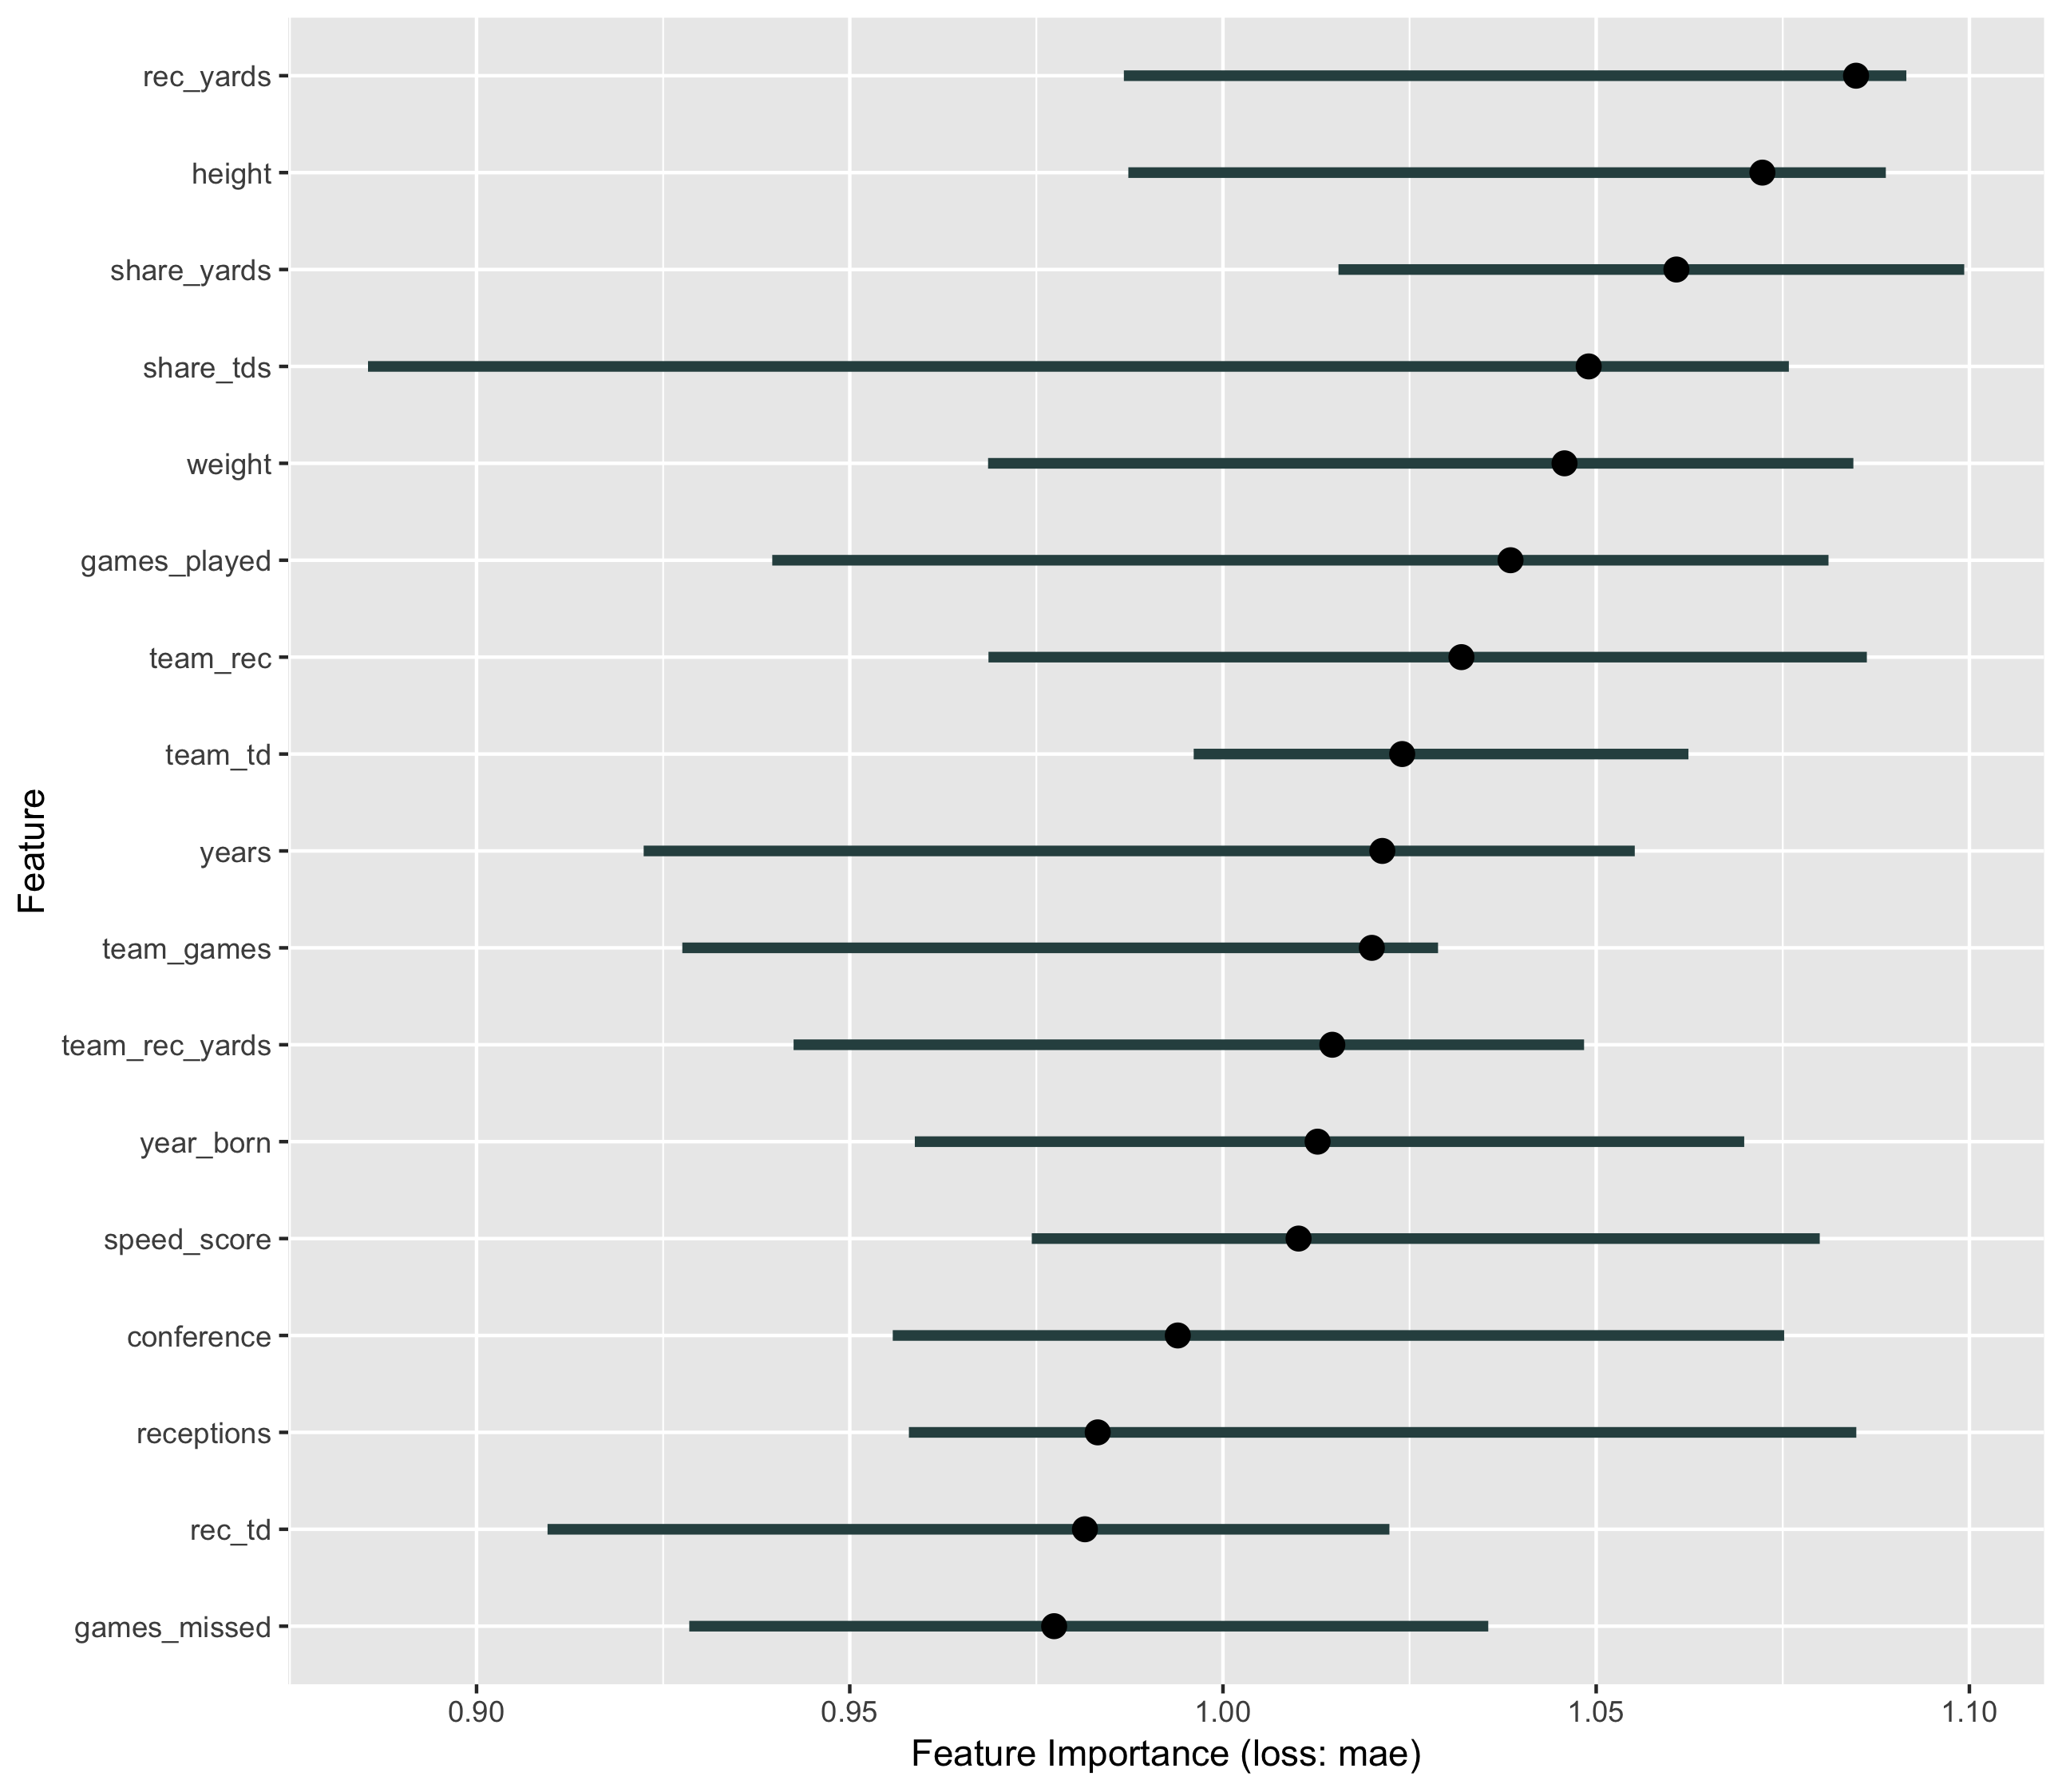 rec_yards
height
share_yards
share_tds
weight
games_played
team_rec
team_td
years
team_games
team_rec_yards
year_born
speed_score
conference
receptions
rec_td
games_missed
Feature
0.90 0.95 1.00 1.05 1.10
Feature Importance (loss: mae)